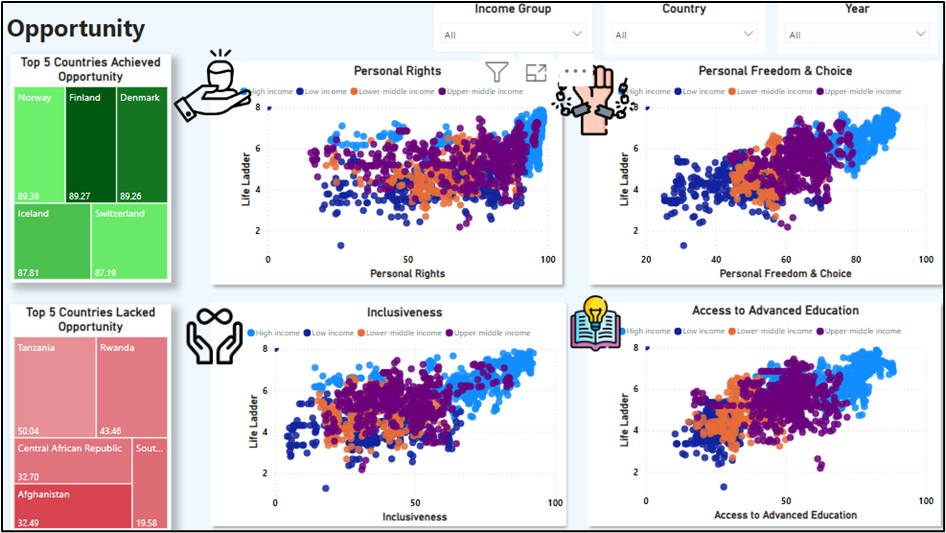 Opportunity
Income Group
All
Country
All
Year
All
Top 5 Countries Achieved
Opportunity
Norway
89.39
Finland
89.27
Denmark
89.26
Iceland
87.81
Switzerland
87.19
Personal Rights
High income Low income Lower-middle income Upper-middle income
8
6
4
2
Life Ladder
0 50 100
Personal Rights
Personal Freedom & Choice
High income Low income Lower-middle income Upper-middle income
8
6
4
2
Life Ladder
20 40 60 80 100
Personal Freedom & Choice
Top 5 Countries Lacked
Opportunity
Tanzania
50.04
Rwanda
43.46
Central African Republic
32.70
Sout...
19.58
Afghanistan
32.49
Inclusiveness
High income Low income Lower-middle income Upper-middle income
8
6
4
2
Life Ladder
0 50 100
Inclusiveness
Access to Advanced Education
High income Low income Lower-middle income Upper-middle income
8
6
4
2
Life Ladder
0 50 100
Access to Advanced Education